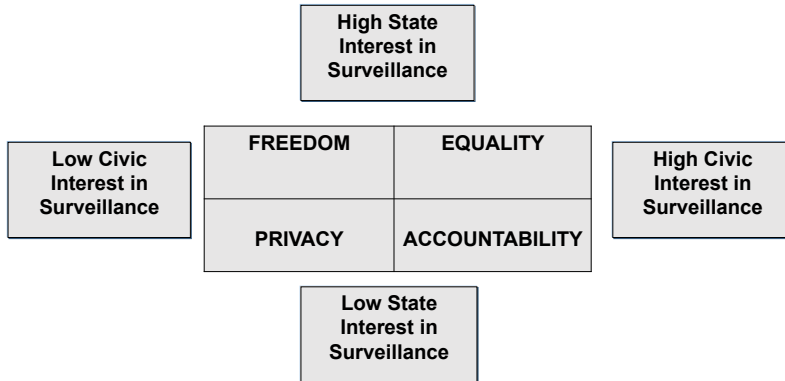 High State
Interest in
Surveillance
Low Civic
Interest in
Surveillance
FREEDOM
EQUALITY
PRIVACY
ACCOUNTABILITY
High Civic
Interest in
Surveillance
Low State
Interest in
Surveillance